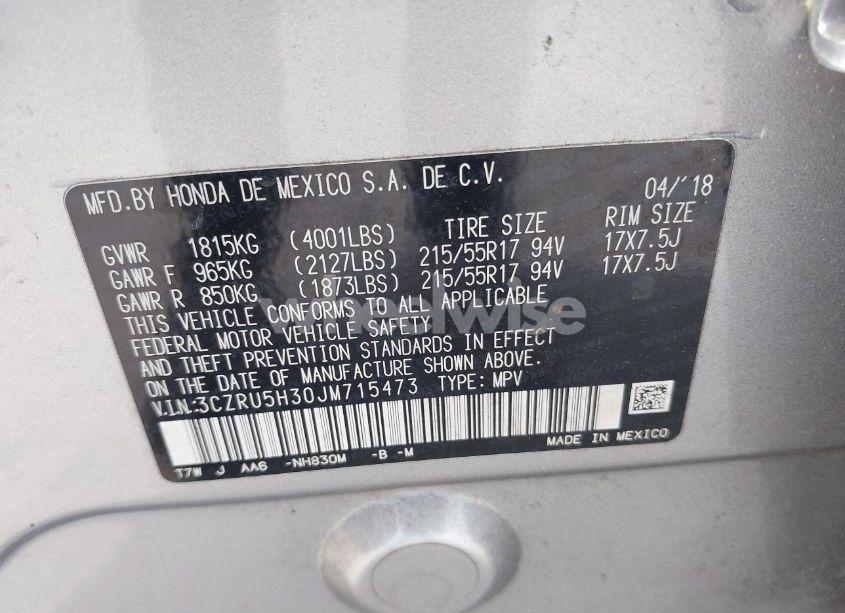 MFD.BY HONDA DE MEXICO S.A. DE C.V. 04/'18
TIRE SIZE RIM SIZE
GVWR 1815KG (4001LBS)
GAWR F 965KG (2127LBS) 215/55R17 94V 17X7.5J
GAWR R 850KG (1873LBS) 215/55R17 94V 17X7.5J
THIS VEHICLE CONFORMS TO ALL APPLICABLE
FEDERAL MOTOR VEHICLE SAFETY
AND THEFT PREVENTION STANDARDS IN EFFECT
ON THE DATE OF MANUFACTURE SHOWN ABOVE.
V.I.N.:3CZRU5H30JM715473 TYPE: MPV
MADE IN MEXICO
T7W J AA6 -NH830M -B -M
wheelwise